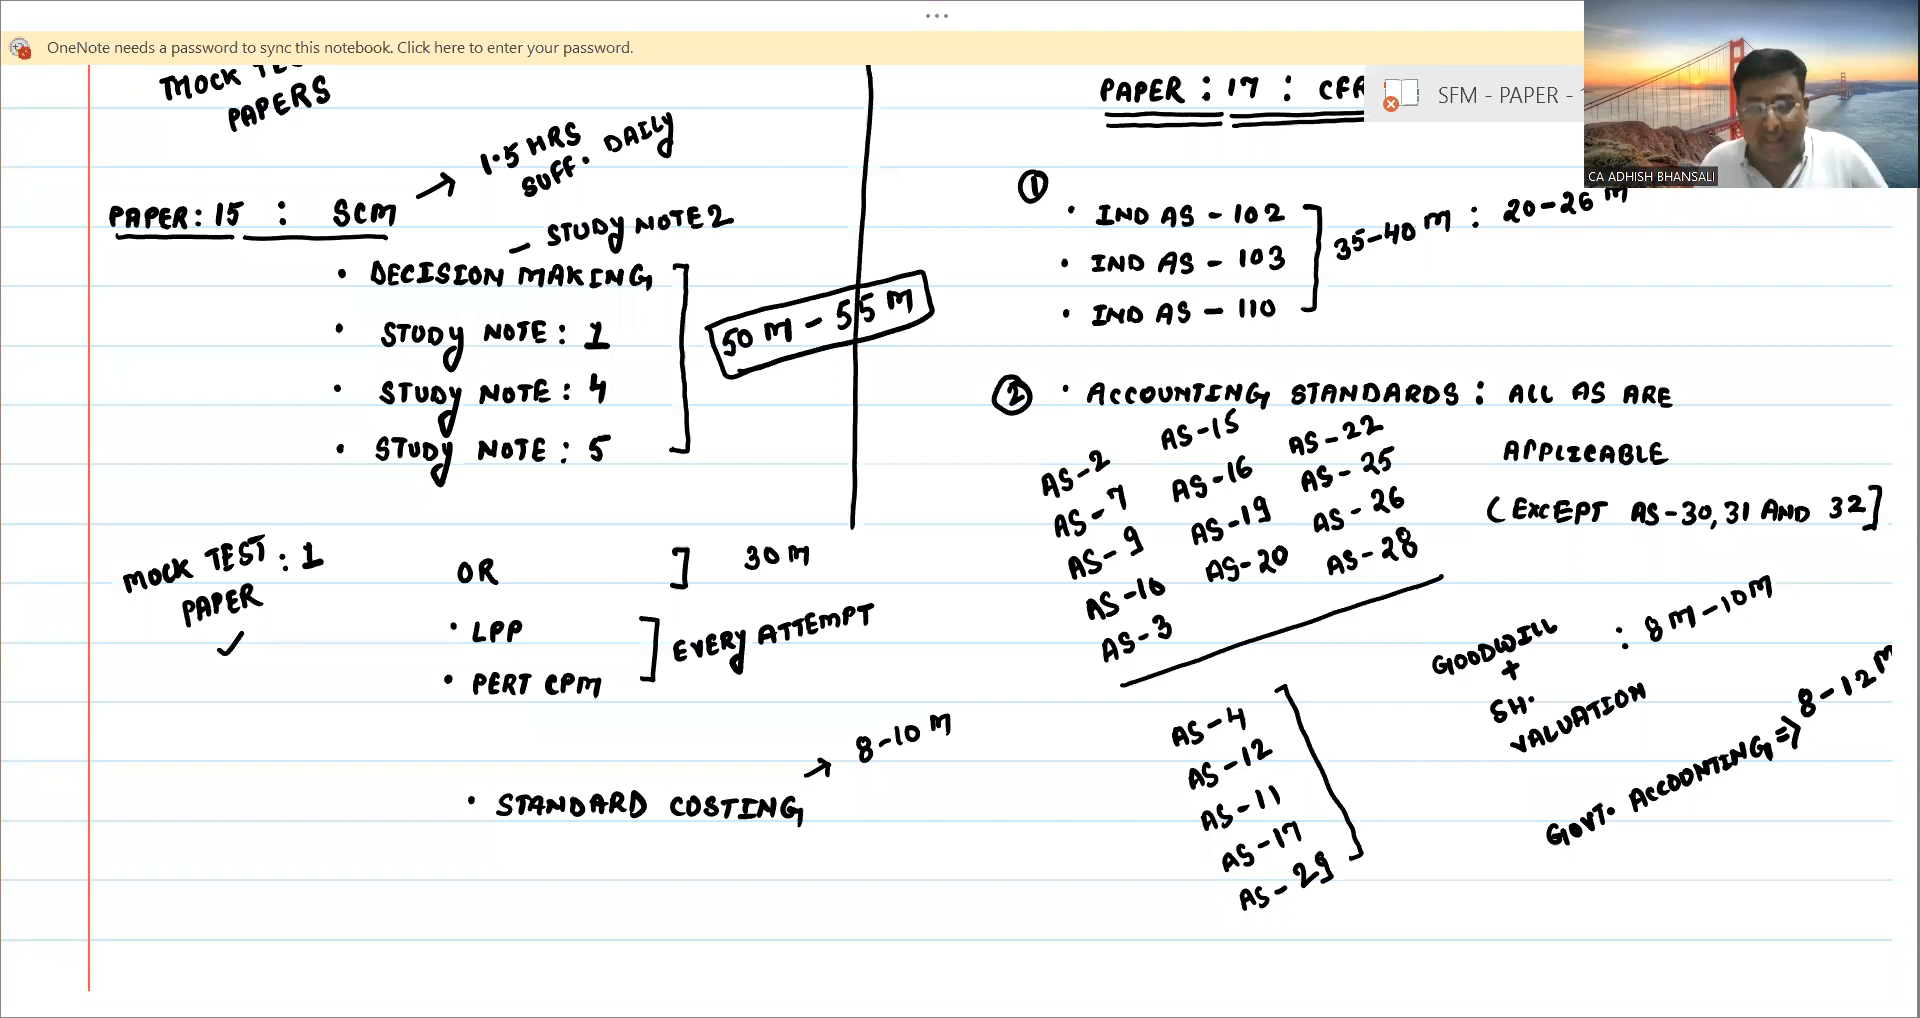 OneNote needs a password to sync this notebook. Click here to enter your password.
MOCK
PAPERS
1.5 HRS
SUFF. DAILY
PAPER: 15 : SCM
- STUDY NOTE 2
• DECISION MAKING
• STUDY NOTE: 1
• STUDY NOTE: 4
• STUDY NOTE: 5
50 M - 55 M
MOCK TEST: 1
PAPER
OR
30 M
• LPP
• PERT CPM
EVERY ATTEMPT
• STANDARD COSTING
8-10 M
PAPER : 17 : CFR
SFM - PAPER -
CA ADHISH BHANSALI
1
• IND AS - 102
• IND AS - 103
• IND AS - 110
35-40 M : 20-26 M
2 • ACCOUNTING STANDARDS : ALL AS ARE
APPLICABLE
(EXCEPT AS-30, 31 AND 32]
AS-2
AS-7
AS-9
AS-10
AS-3
AS-15
AS-16
AS-19
AS-20
AS-22
AS-25
AS-26
AS-28
AS-4
AS-12
AS-11
AS-17
AS-29
GOODWILL
+
SH.
VALUATION
: 8M-10M
GOVT. ACCOONTING => 8-12M